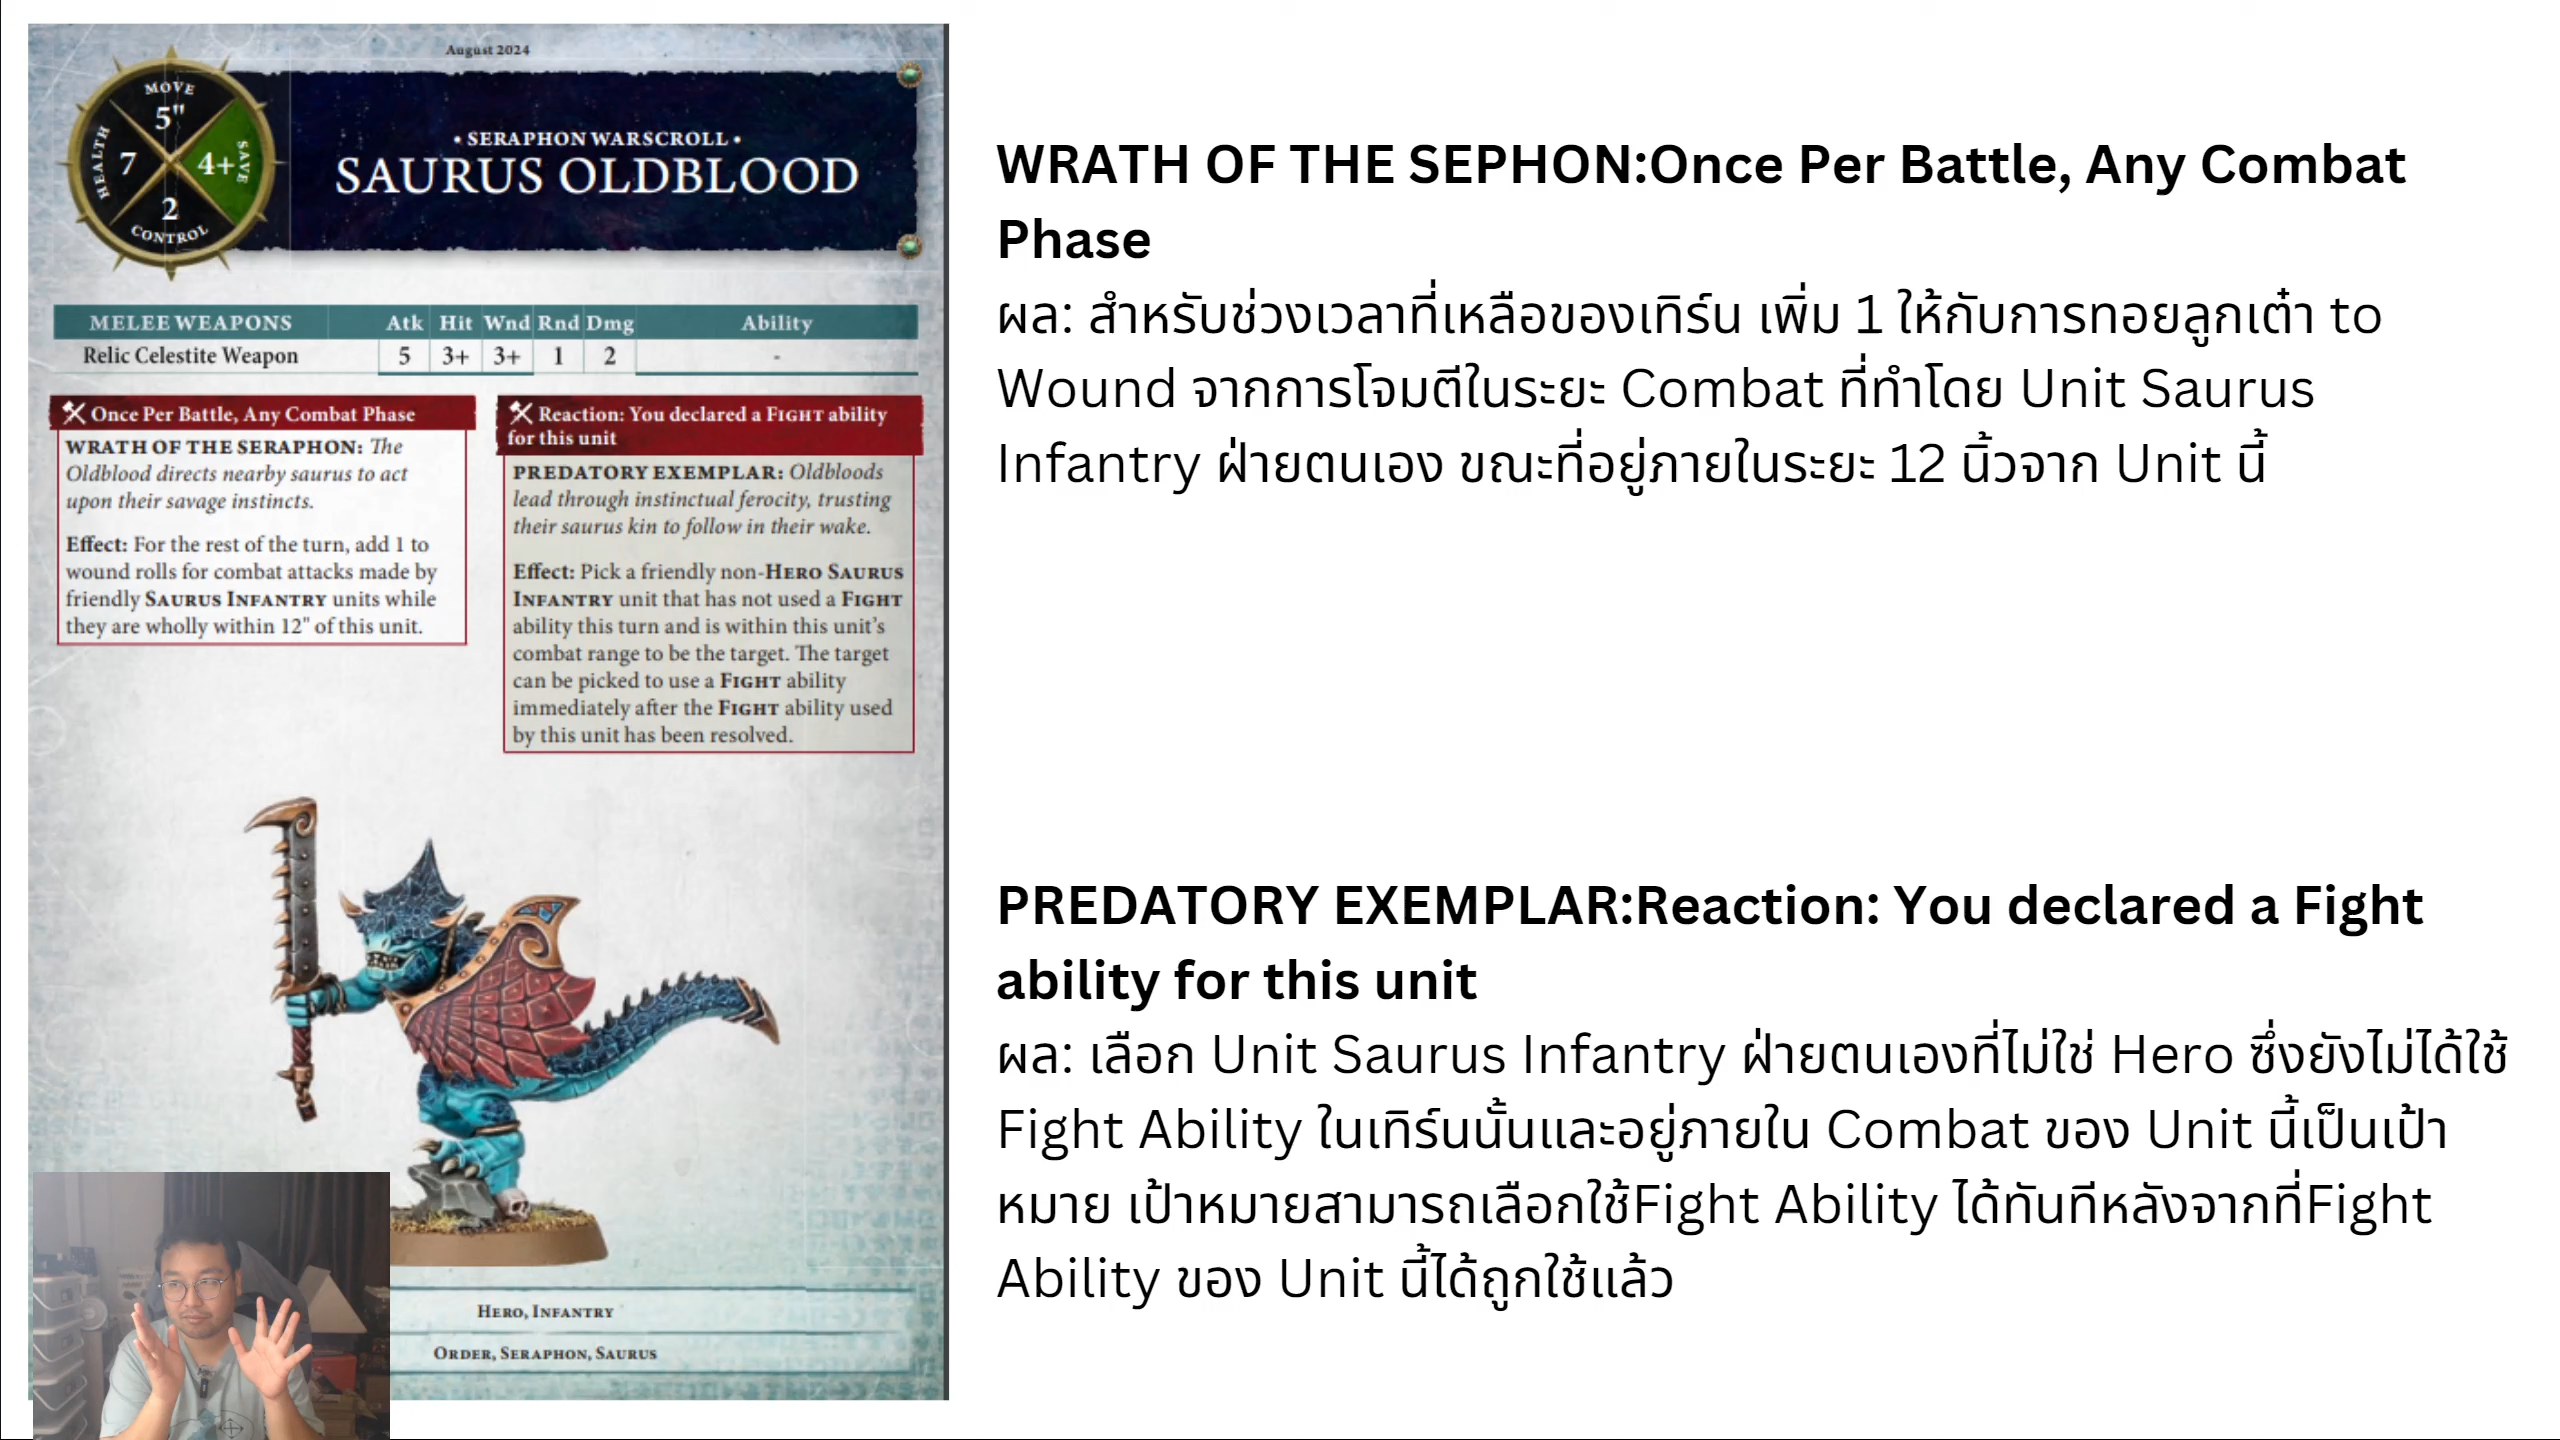 August 2024
MOVE
5"
HEALTH
7
4+
SAVE
2
CONTROL
• SERAPHON WARSCROLL •
SAURUS OLDBLOOD
MELEE WEAPONS Atk Hit Wnd Rnd Dmg Ability
Relic Celestite Weapon 5 3+ 3+ 1 2 -
Once Per Battle, Any Combat Phase
WRATH OF THE SERAPHON: The
Oldblood directs nearby saurus to act
upon their savage instincts.
Effect: For the rest of the turn, add 1 to
wound rolls for combat attacks made by
friendly SAURUS INFANTRY units while
they are wholly within 12" of this unit.
Reaction: You declared a FIGHT ability
for this unit
PREDATORY EXEMPLAR: Oldbloods
lead through instinctual ferocity, trusting
their saurus kin to follow in their wake.
Effect: Pick a friendly non-HERO SAURUS
INFANTRY unit that has not used a FIGHT
ability this turn and is within this unit's
combat range to be the target. The target
can be picked to use a FIGHT ability
immediately after the FIGHT ability used
by this unit has been resolved.
HERO, INFANTRY
ORDER, SERAPHON, SAURUS
WRATH OF THE SEPHON:Once Per Battle, Any Combat
Phase
ผล: สำหรับช่วงเวลาที่เหลือของเทิร์น เพิ่ม 1 ให้กับการทอยลูกเต๋า to
Wound จากการโจมตีในระยะ Combat ที่ทำโดย Unit Saurus
Infantry ฝ่ายตนเอง ขณะที่อยู่ภายในระยะ 12 นิ้วจาก Unit นี้
PREDATORY EXEMPLAR:Reaction: You declared a Fight
ability for this unit
ผล: เลือก Unit Saurus Infantry ฝ่ายตนเองที่ไม่ใช่ Hero ซึ่งยังไม่ได้ใช้
Fight Ability ในเทิร์นนั้นและอยู่ภายใน Combat ของ Unit นี้เป็นเป้า
หมาย เป้าหมายสามารถเลือกใช้Fight Ability ได้ทันทีหลังจากที่Fight
Ability ของ Unit นี้ได้ถูกใช้แล้ว